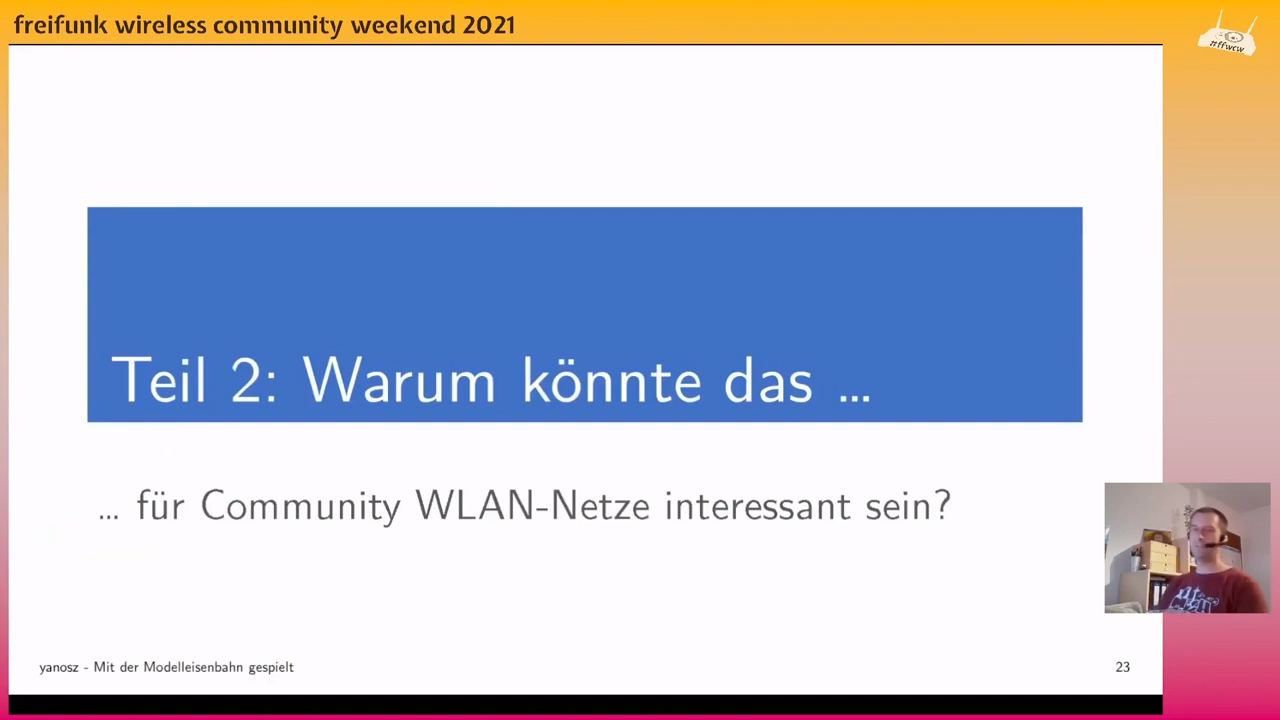 freifunk wireless community weekend 2021
#ffwcw
Teil 2: Warum könnte das ...
... für Community WLAN-Netze interessant sein?
yanosz - Mit der Modelleisenbahn gespielt
23